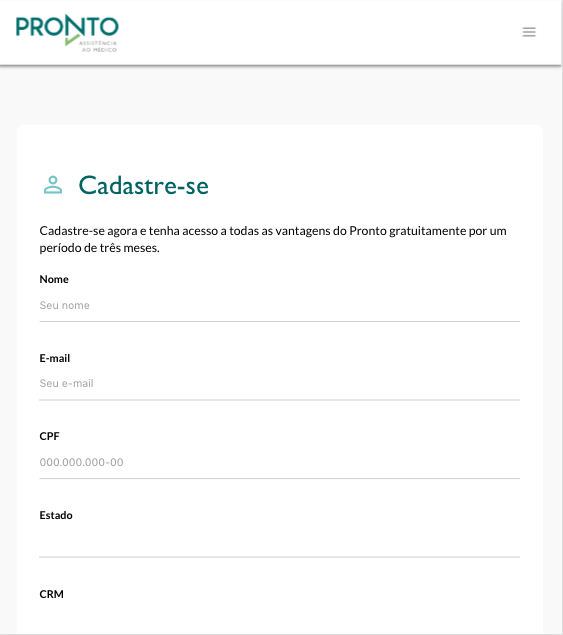 PRONTO
ASSISTÊNCIA
AO MÉDICO
Cadastre-se
Cadastre-se agora e tenha acesso a todas as vantagens do Pronto gratuitamente por um
período de três meses.
Nome
Seu nome
E-mail
Seu e-mail
CPF
000.000.000-00
Estado
CRM